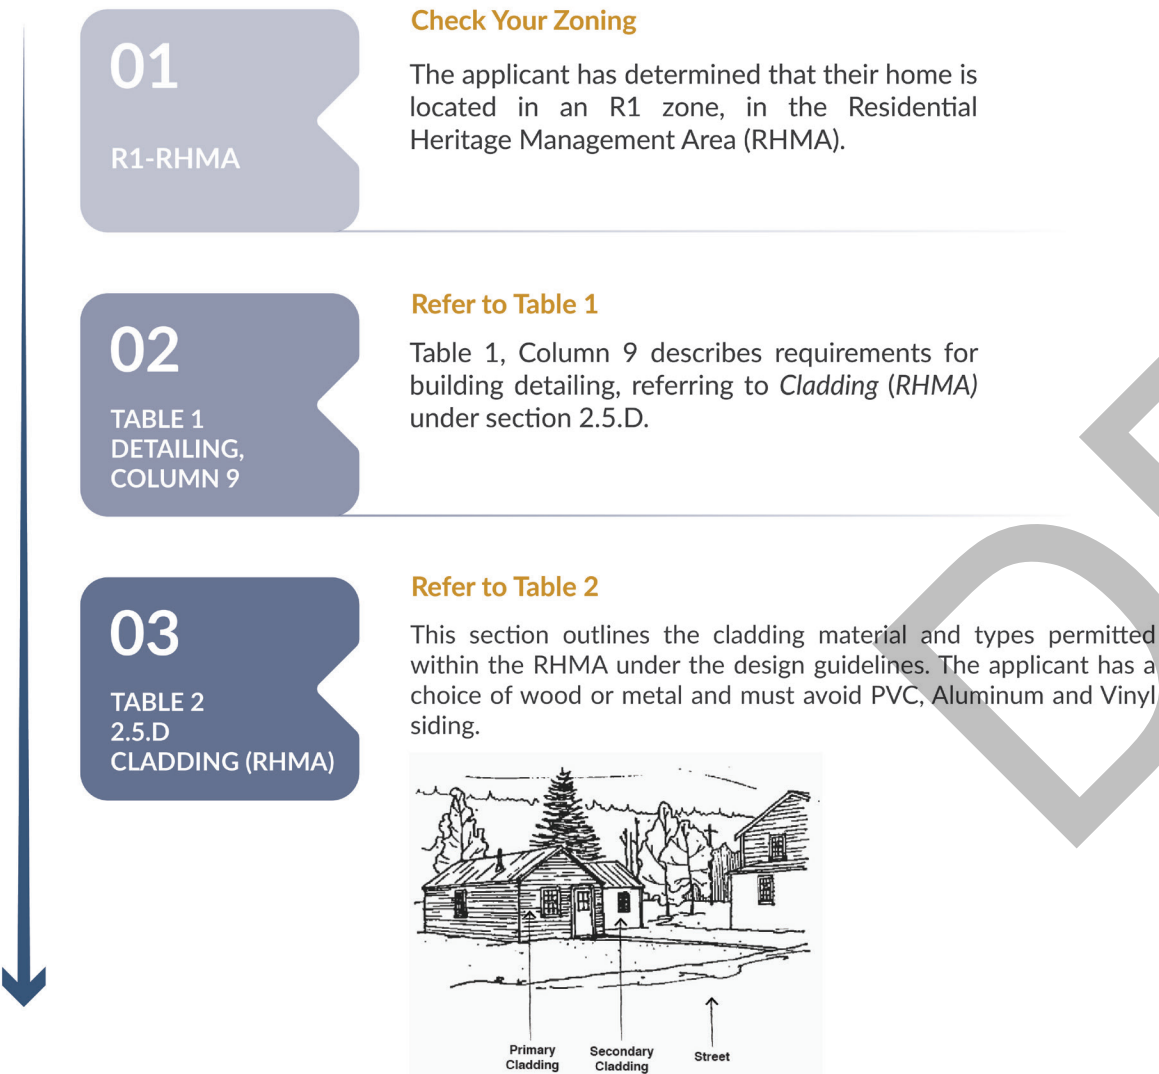 01
R1-RHMA
Check Your Zoning
The applicant has determined that their home is
located in an R1 zone, in the Residential
Heritage Management Area (RHMA).
02
TABLE 1
DETAILING,
COLUMN 9
Refer to Table 1
Table 1, Column 9 describes requirements for
building detailing, referring to Cladding (RHMA)
under section 2.5.D.
03
TABLE 2
2.5.D
CLADDING (RHMA)
Refer to Table 2
This section outlines the cladding material and types permitted
within the RHMA under the design guidelines. The applicant has a
choice of wood or metal and must avoid PVC, Aluminum and Vinyl
siding.
Primary
Cladding
Secondary
Cladding
Street